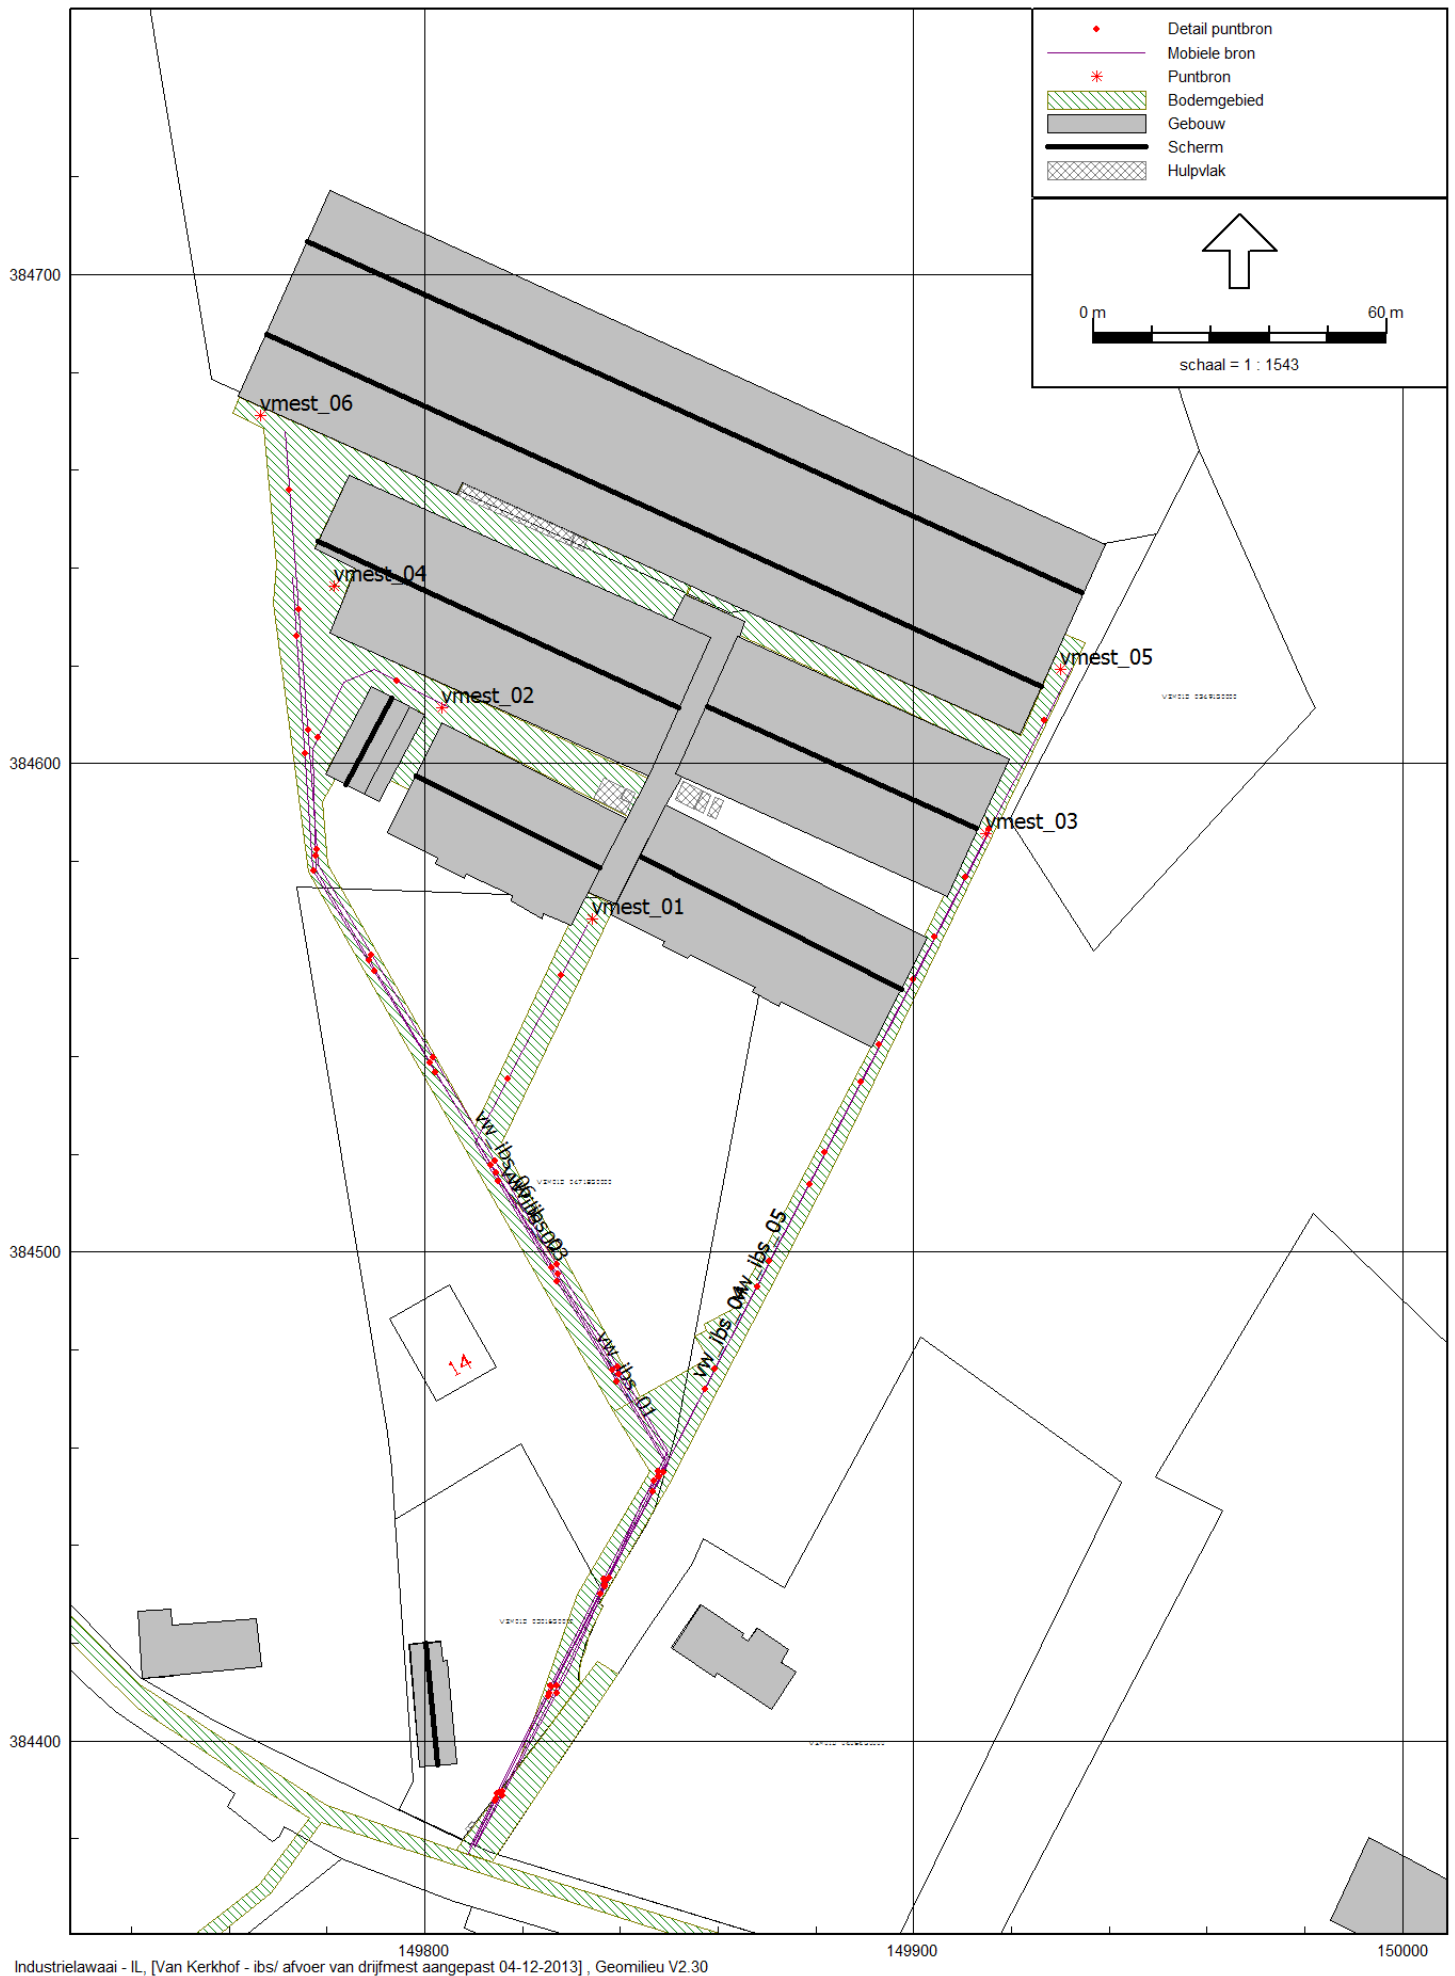 Detail puntbron
Mobiele bron
Puntbron
Bodemgebied
Gebouw
Scherm
Hulpvlak
0 m 60 m
schaal = 1 : 1543
384700
vmest_06
vmest_04
vmest_05
vmest_02
384600
vmest_03
vmest_01
vw_ibs_06
vw_ibs_05
384500
vw_ibs_04
14
vw_ibs_01
384400
149800 149900 150000
Industrielawaai - IL, [Van Kerkhof - ibs/ afvoer van drijfmest aangepast 04-12-2013] , Geomilieu V2.30